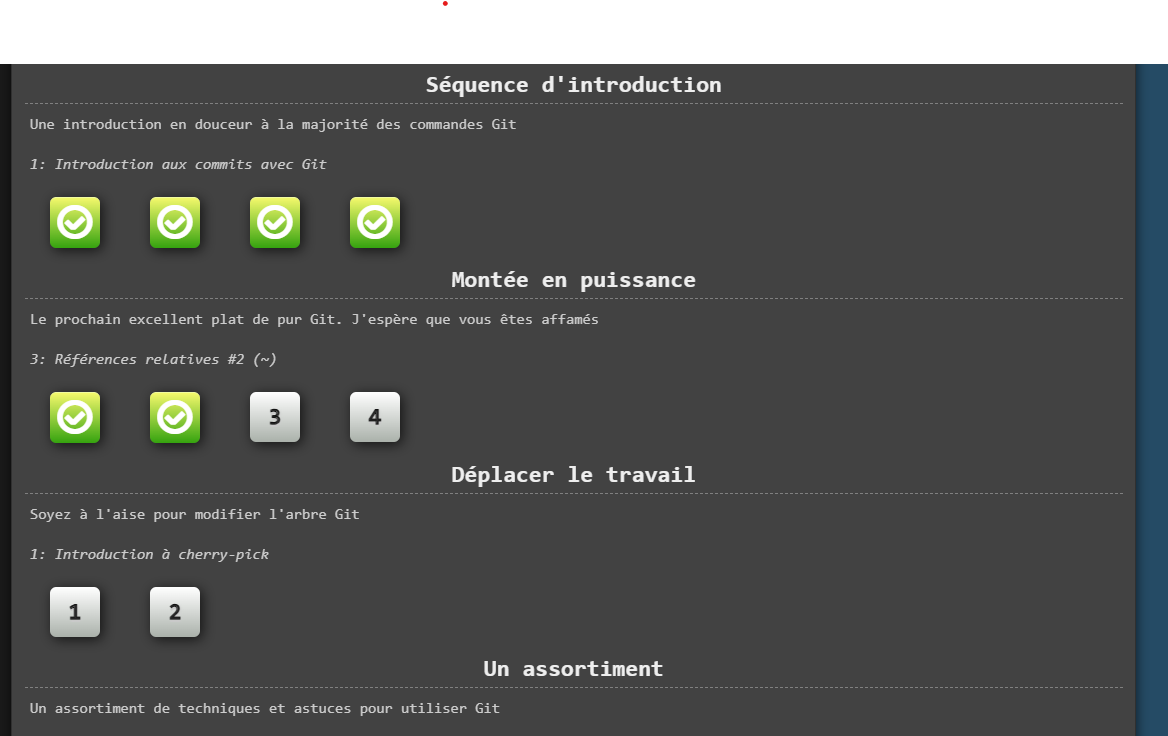 Séquence d'introduction
Une introduction en douceur à la majorité des commandes Git
1: Introduction aux commits avec Git
Montée en puissance
Le prochain excellent plat de pur Git. J'espère que vous êtes affamés
3: Références relatives #2 (~)
3 4
Déplacer le travail
Soyez à l'aise pour modifier l'arbre Git
1: Introduction à cherry-pick
1 2
Un assortiment
Un assortiment de techniques et astuces pour utiliser Git